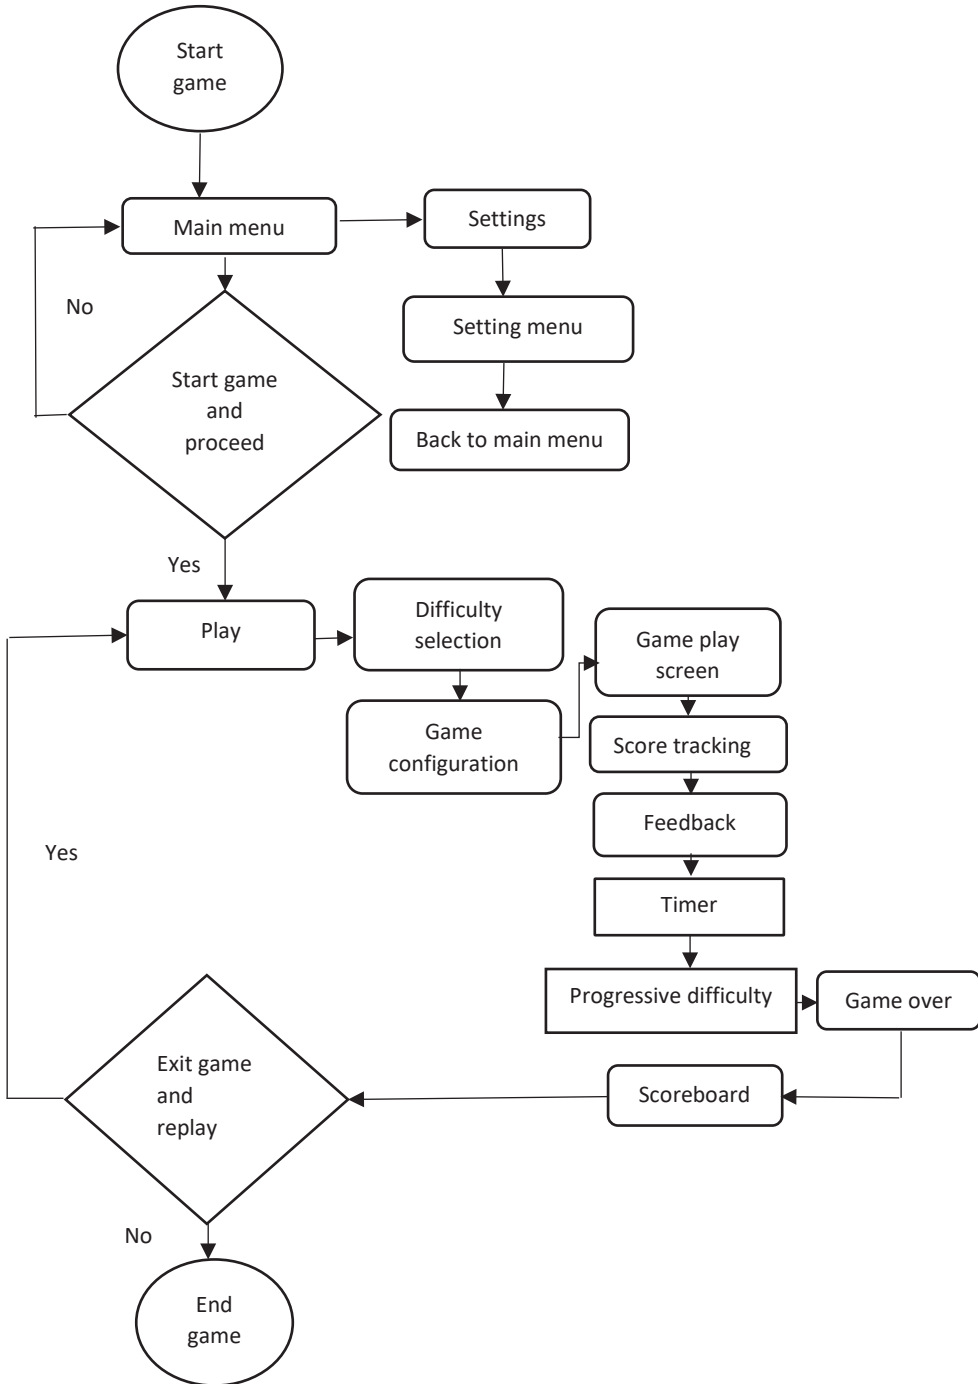 Start
game
Main menu
Settings
No
Setting menu
Start game
and
proceed
Back to main menu
Yes
Play
Difficulty
selection
Game play
screen
Game
configuration
Score tracking
Feedback
Yes
Timer
Progressive difficulty
Game over
Exit game
and
replay
Scoreboard
No
End
game